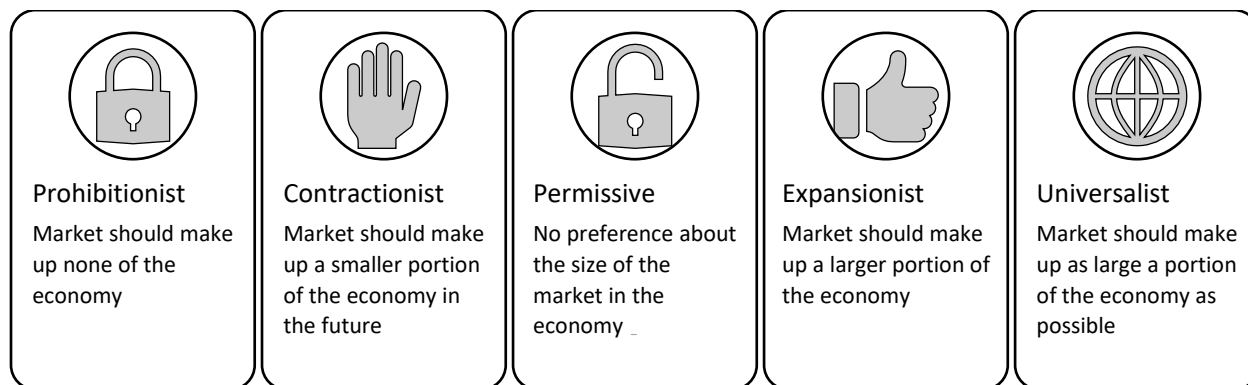 Prohibitionist
Market should make
up none of the
economy
Contractionist
Market should make
up a smaller portion
of the economy in
the future
Permissive
No preference about
the size of the
market in the
economy _
Expansionist
Market should make
up a larger portion of
the economy
Universalist
Market should make
up as large a portion
of the economy as
possible